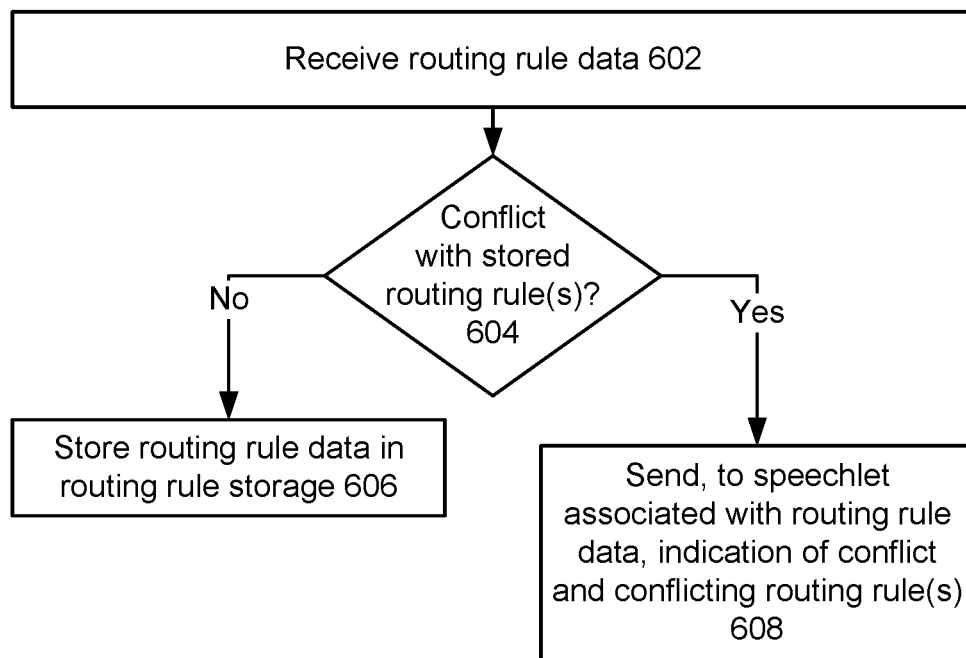 Receive routing rule data 602
Conflict
with stored
routing rule(s)?
604
No
Yes
Store routing rule data in
routing rule storage 606
Send, to speechlet
associated with routing rule
data, indication of conflict
and conflicting routing rule(s)
608